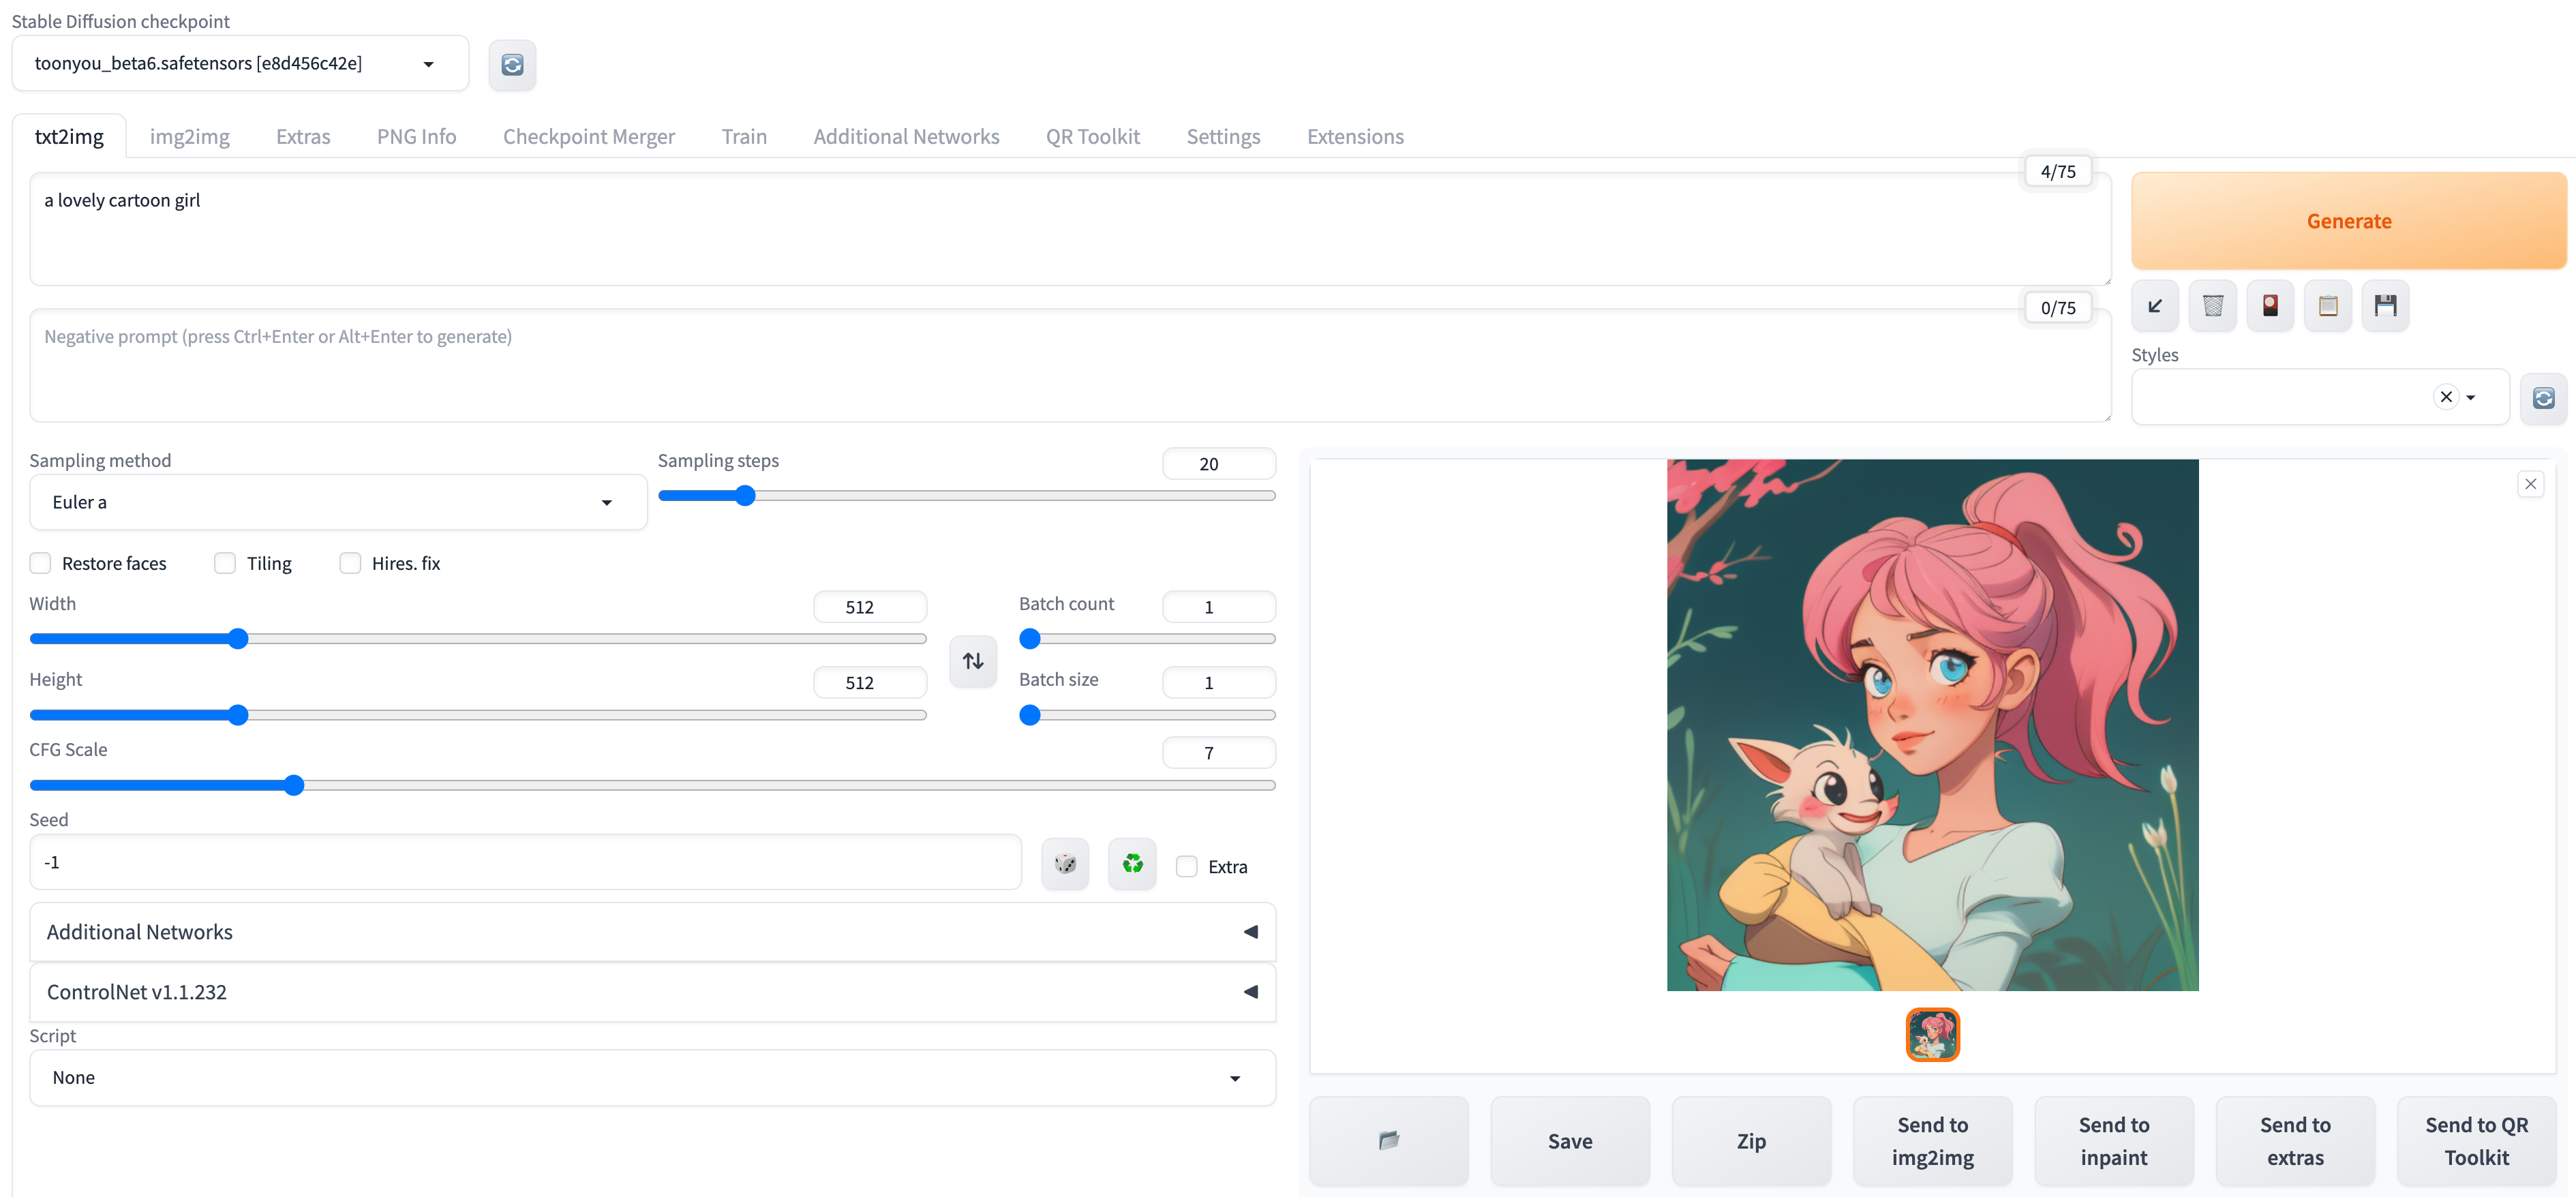 Stable Diffusion checkpoint
toonyou_beta6.safetensors [e8d456c42e]
txt2img img2img Extras PNG Info Checkpoint Merger Train Additional Networks QR Toolkit Settings Extensions
4/75
a lovely cartoon girl
Generate
0/75
Negative prompt (press Ctrl+Enter or Alt+Enter to generate)
Styles
Sampling method
Euler a
Sampling steps
20
Restore faces Tiling Hires. fix
Width
512
Batch count
1
Height
512
Batch size
1
CFG Scale
7
Seed
-1
Extra
Additional Networks
ControlNet v1.1.232
Script
None
Save
Zip
Send to
img2img
Send to
inpaint
Send to
extras
Send to QR
Toolkit